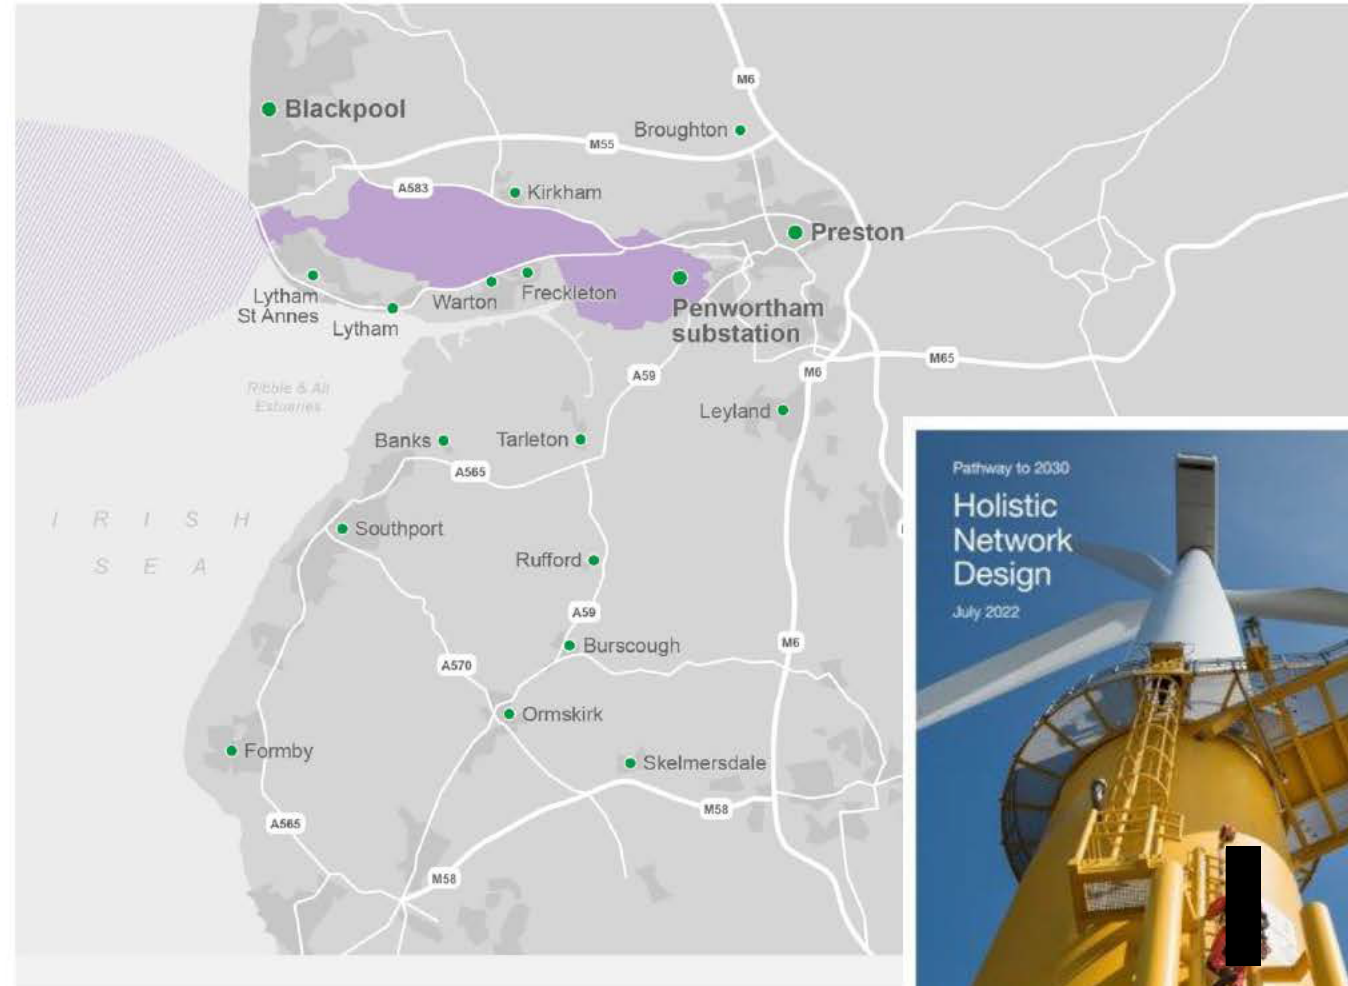 M6
Blackpool
Broughton
M55
A583
Kirkham
Preston
Lytham
St Annes
Lytham
Warton
Freckleton
Penwortham
substation
M65
A59
M6
Ribble & Alt
Estuaries
Leyland
Banks
Tarleton
A565
IRISH
SEA
Southport
Rufford
A59
Burscough
M6
A570
Ormskirk
Formby
Skelmersdale
M58
A565
M58
Pathway to 2030
Holistic
Network
Design
July 2022